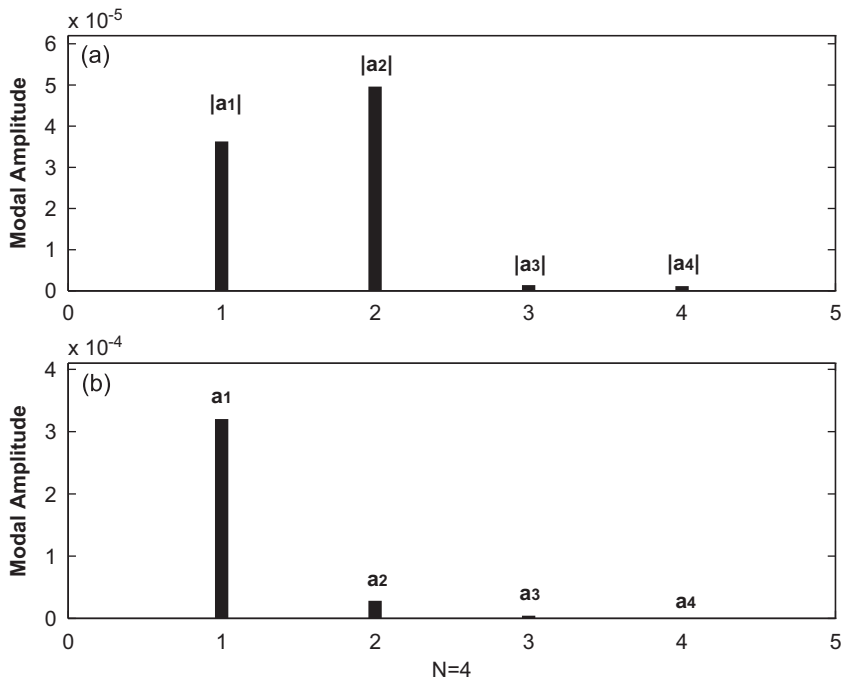 x 10-5
(a)
6
5
4
3
2
1
0
Modal Amplitude
|a1|
|a2|
|a3|
|a4|
0 1 2 3 4 5
x 10-4
(b)
4
3
2
1
0
Modal Amplitude
a1
a2
a3
a4
0 1 2 3 4 5
N=4